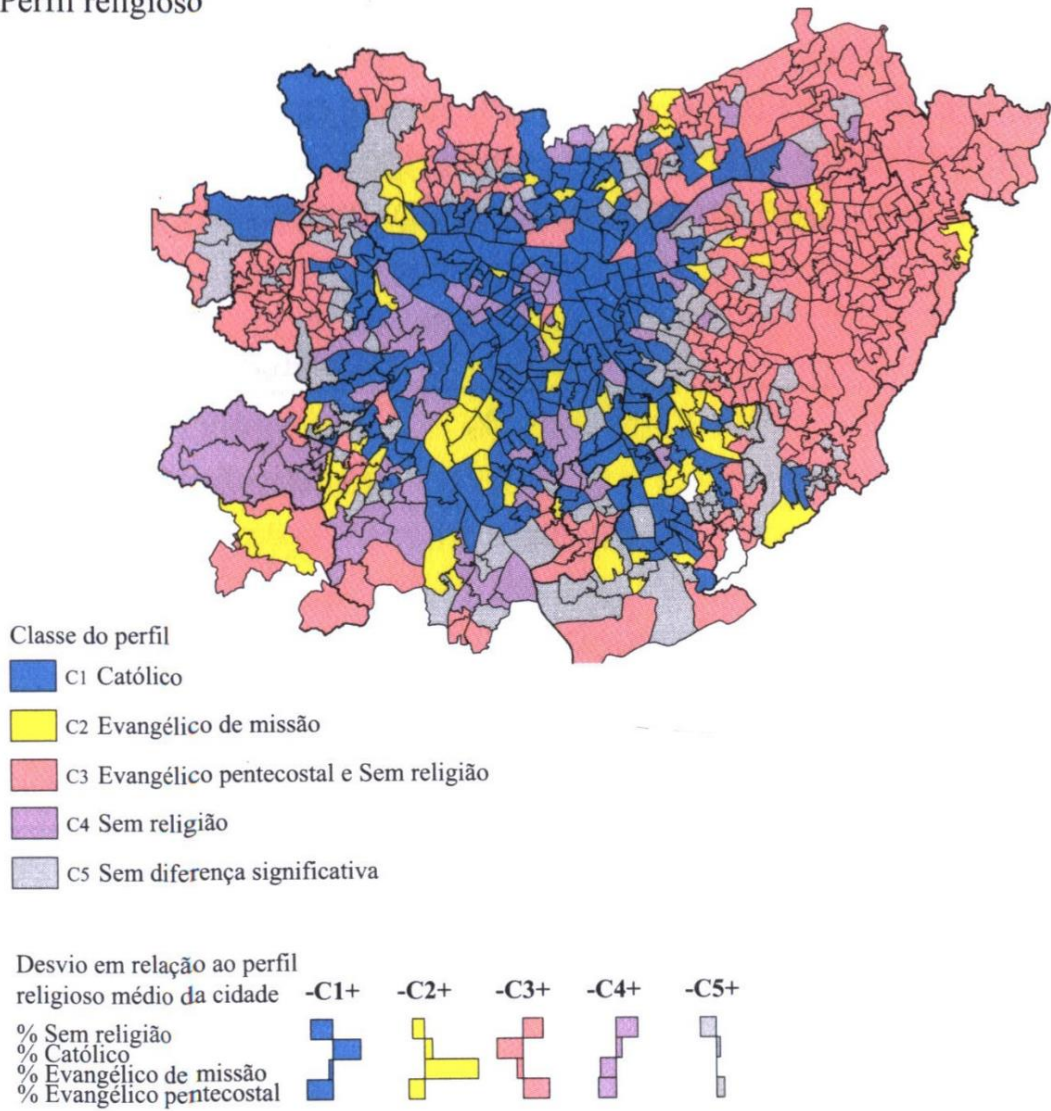 Perfil religioso
Classe do perfil
C1 Católico
C2 Evangélico de missão
C3 Evangélico pentecostal e Sem religião
C4 Sem religião
C5 Sem diferença significativa
Desvio em relação ao perfil
religioso médio da cidade -C1+ -C2+ -C3+ -C4+ -C5+
% Sem religião
% Católico
% Evangélico de missão
% Evangélico pentecostal